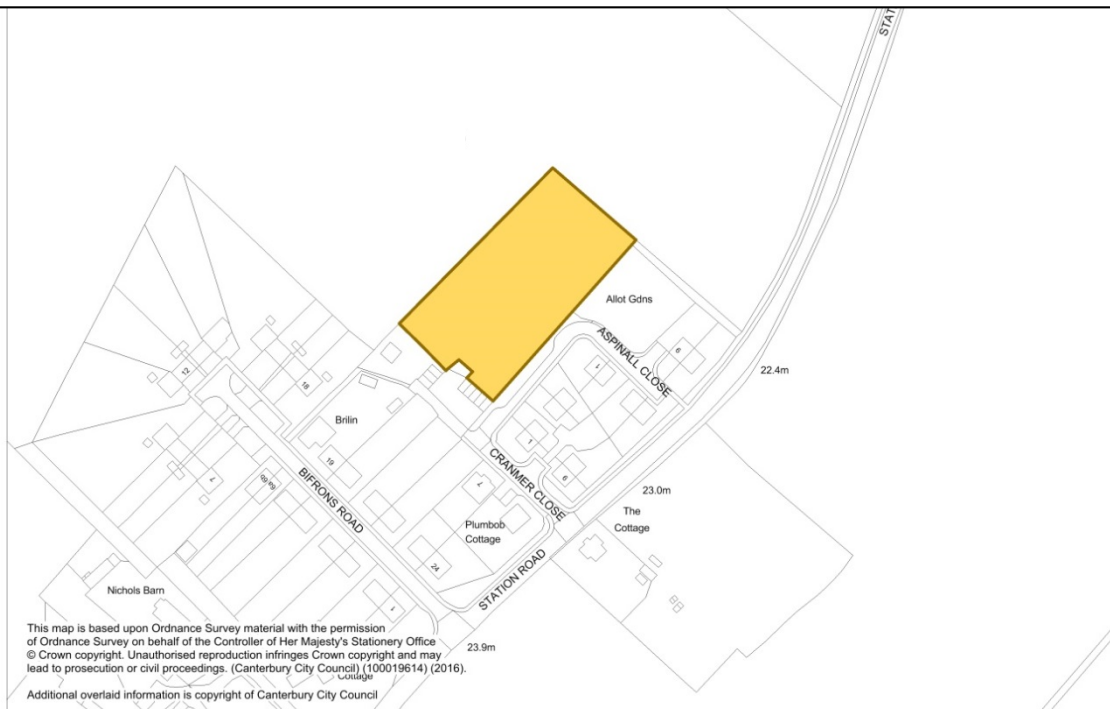 STAT
Allot Gdns
ASPINALL CLOSE
1
6
22.4m
12
18
Brilin
1
CRANMER CLOSE
6
23.0m
The
Cottage
19
7
BIFRONS ROAD
7
Plumbob
Cottage
24
STATION ROAD
Nichols Barn
1
23.9m
This map is based upon Ordnance Survey material with the permission
of Ordnance Survey on behalf of the Controller of Her Majesty's Stationery Office
© Crown copyright. Unauthorised reproduction infringes Crown copyright and may
lead to prosecution or civil proceedings. (Canterbury City Council) (100019614) (2016).
Cottage
Additional overlaid information is copyright of Canterbury City Council